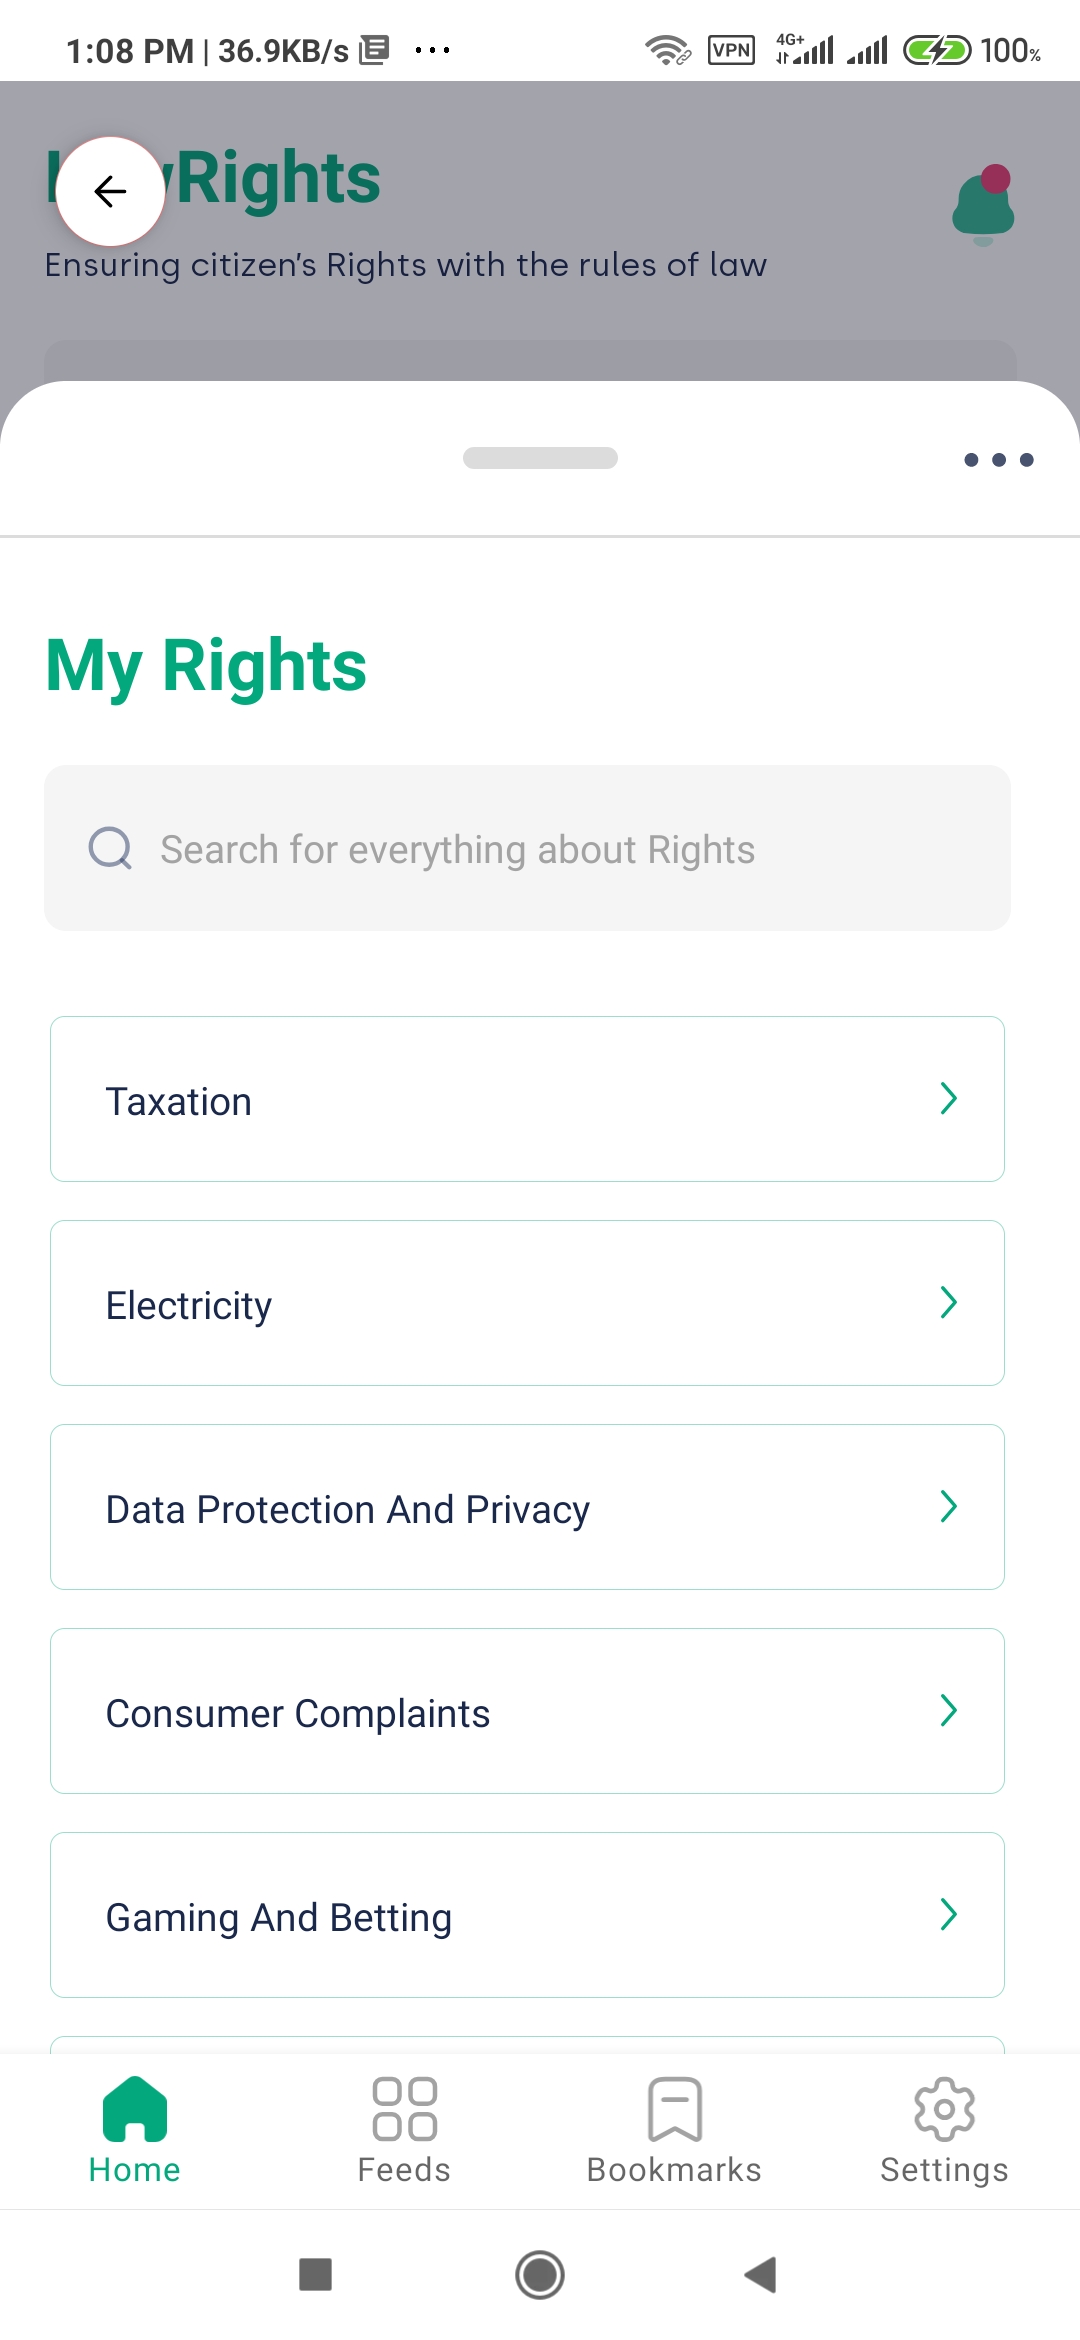 1:08 PM | 36.9KB/s ...
VPN 4G+ 100%
yRights
Ensuring citizen's Rights with the rules of law
My Rights
Search for everything about Rights
Taxation
Electricity
Data Protection And Privacy
Consumer Complaints
Gaming And Betting
Home Feeds Bookmarks Settings